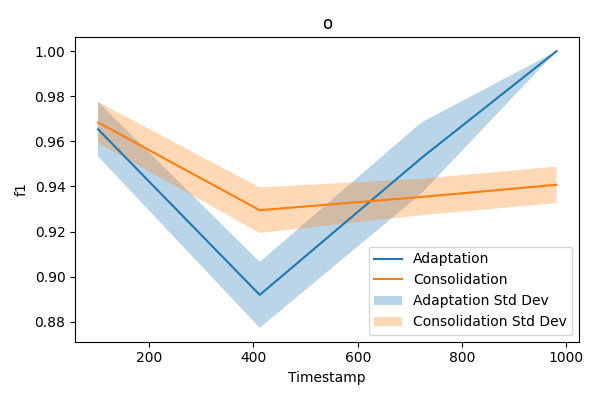 o
1.00
0.98
0.96
0.94
0.92
0.90
0.88
f1
200
400
600
800
1000
Timestamp
Adaptation
Consolidation
Adaptation Std Dev
Consolidation Std Dev